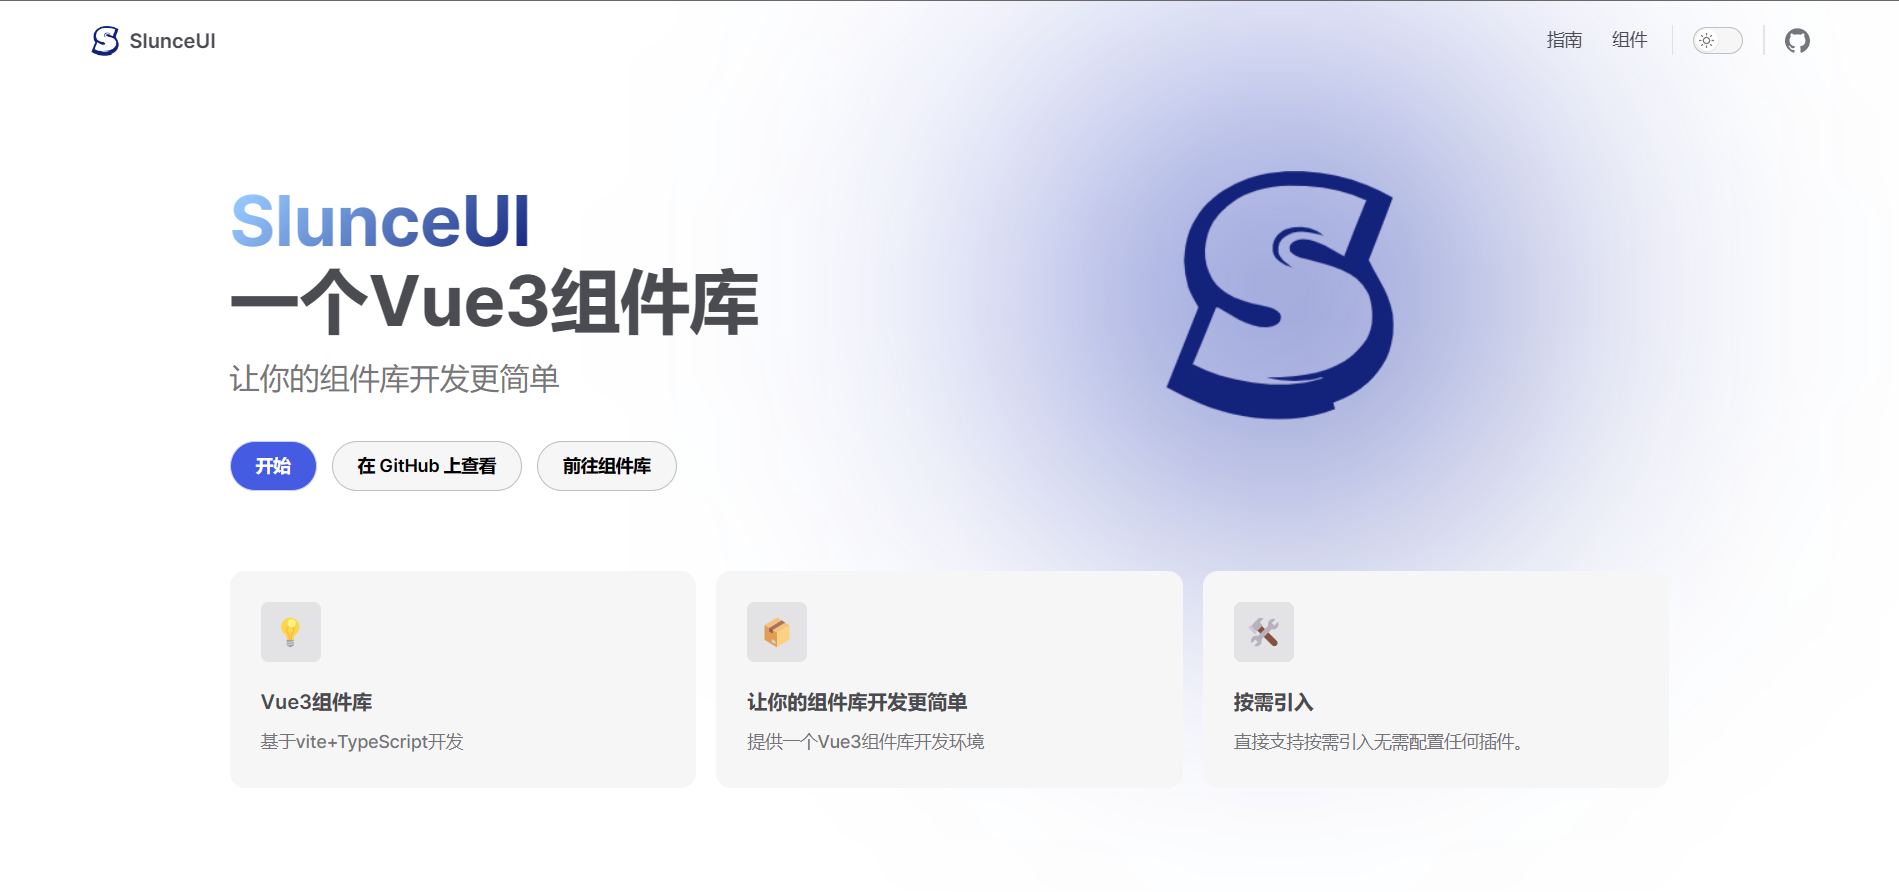 SlunceUI
指南
组件
SlunceUI
一个Vue3组件库
让你的组件库开发更简单
开始
在 GitHub 上查看
前往组件库
Vue3组件库
基于vite+TypeScript开发
让你的组件库开发更简单
提供一个Vue3组件库开发环境
按需引入
直接支持按需引入无需配置任何插件。